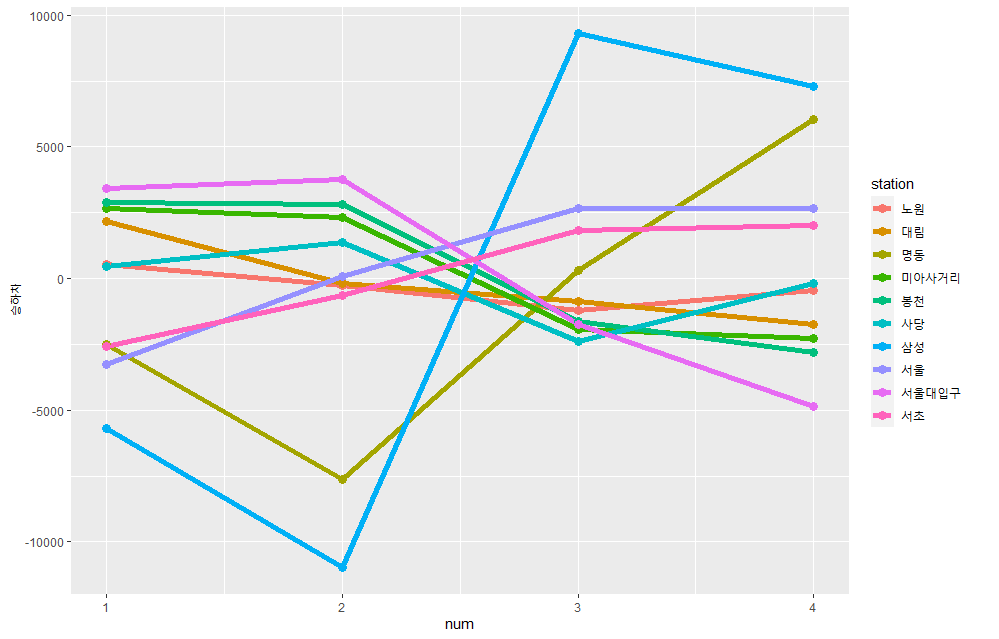 10000
5000
0
-5000
-10000
승하차
1 2 3 4
num
station
노원
대림
명동
미아사거리
봉천
사당
삼성
서울
서울대입구
서초